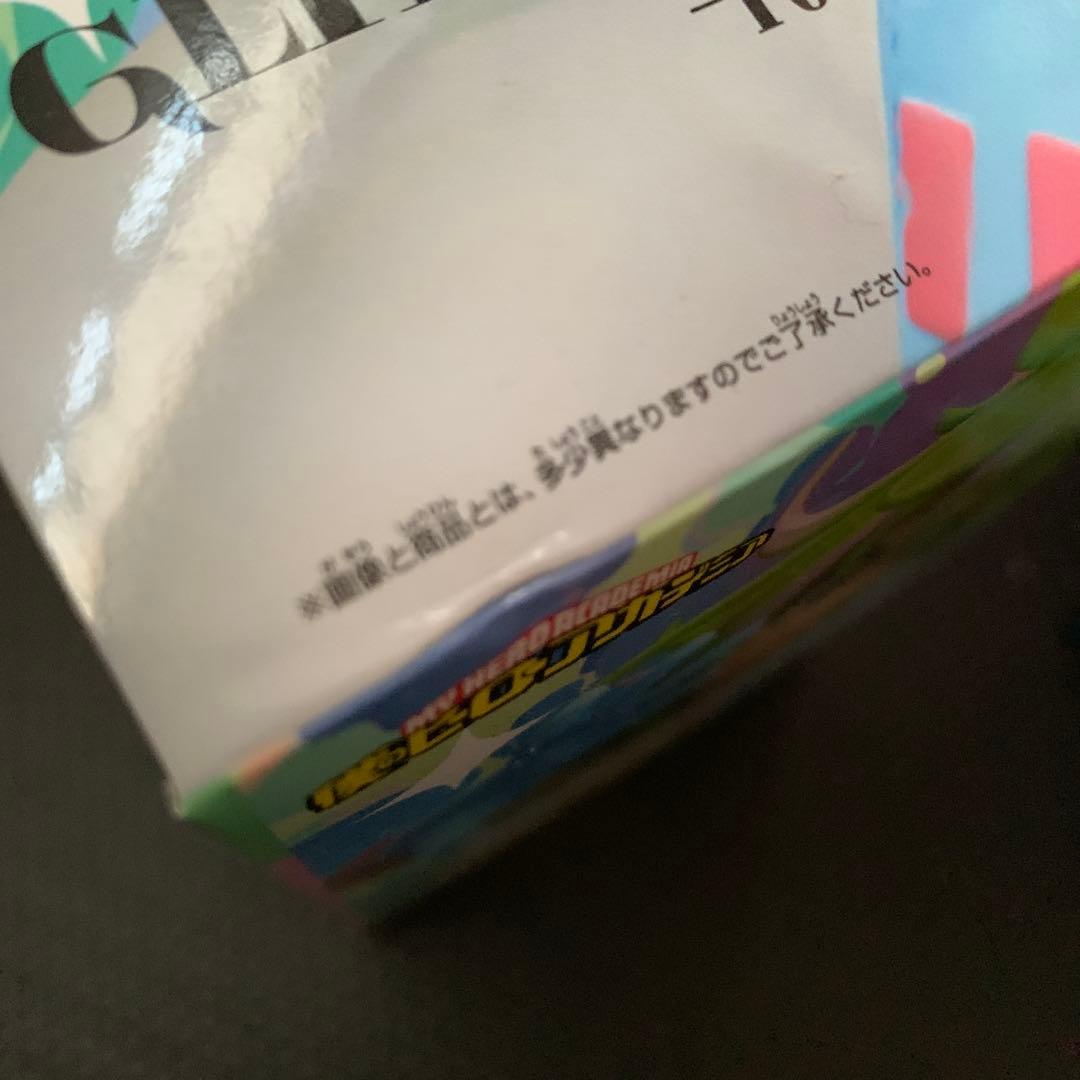 GLI
※画像と商品とは、多少異なりますのでご了承ください。
MY HERO ACADEMIA
僕のヒーローアカデミア